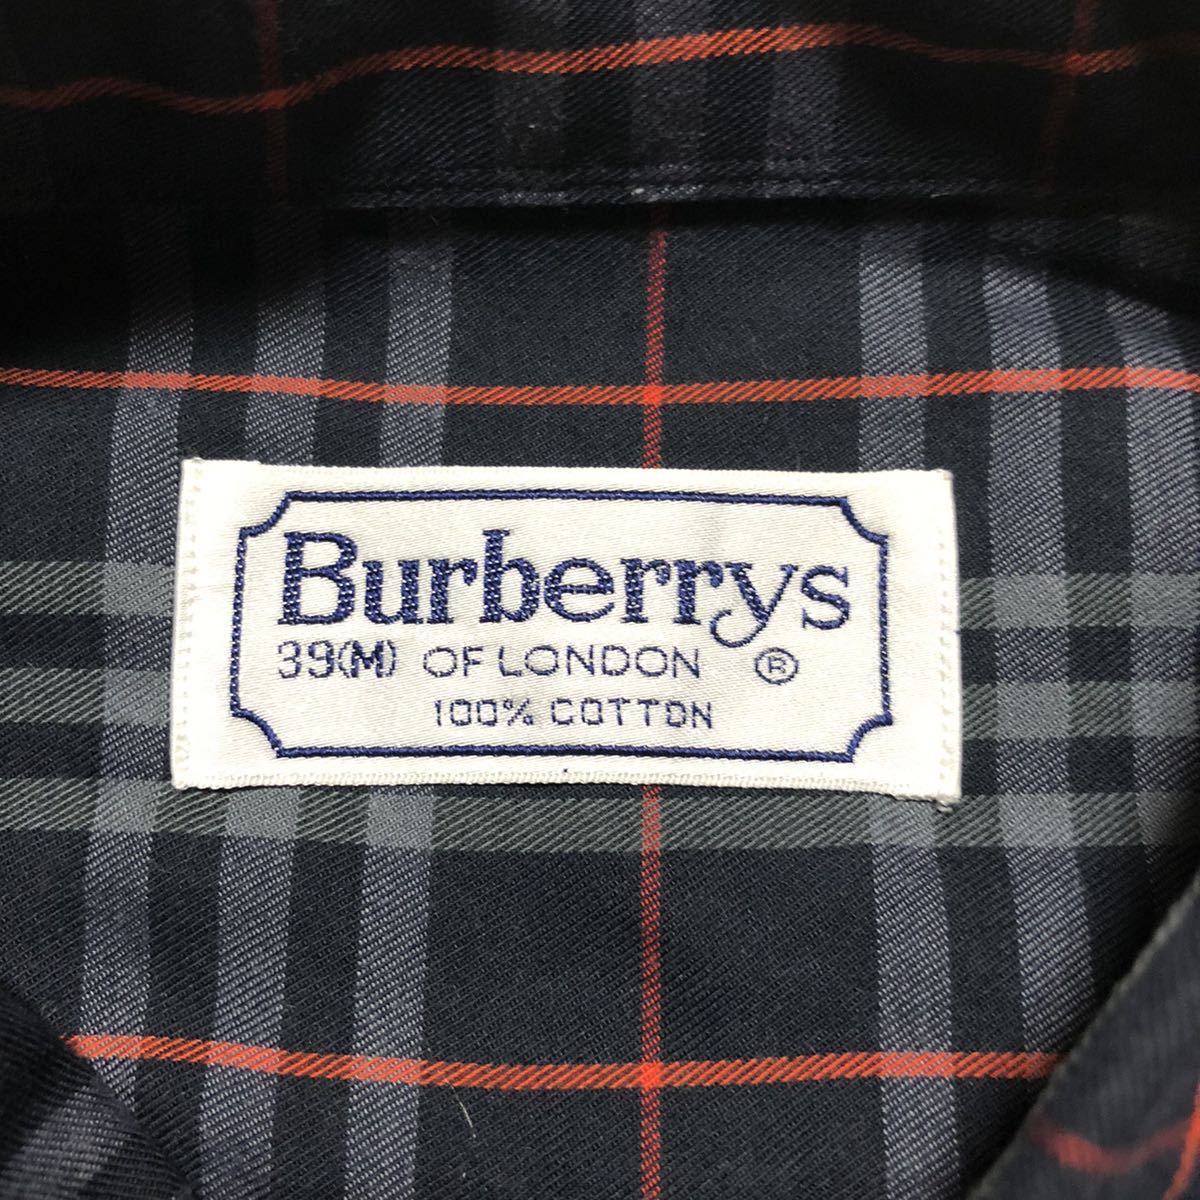 Burberrys
39(M) OF LONDON ®
100% COTTON